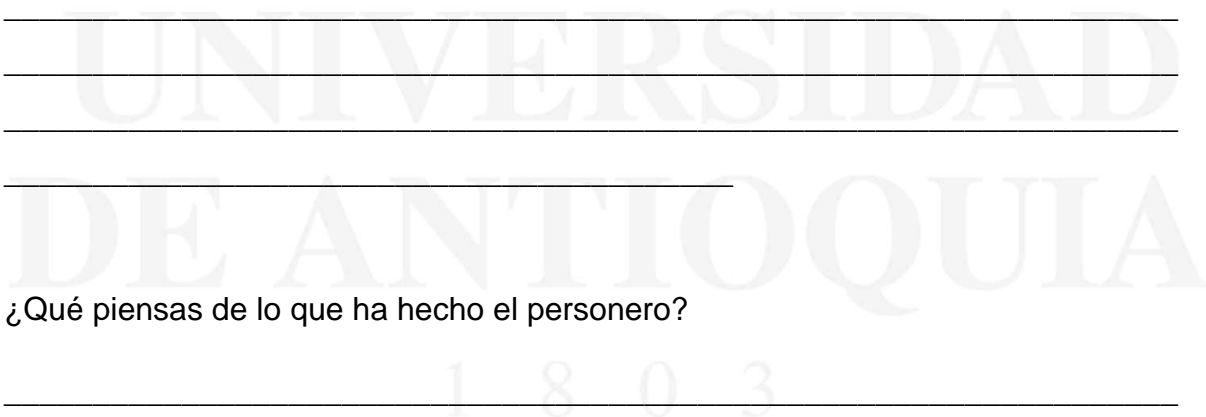 UNIVERSIDAD
DE ANTIOQUIA
¿Qué piensas de lo que ha hecho el personero?
1803